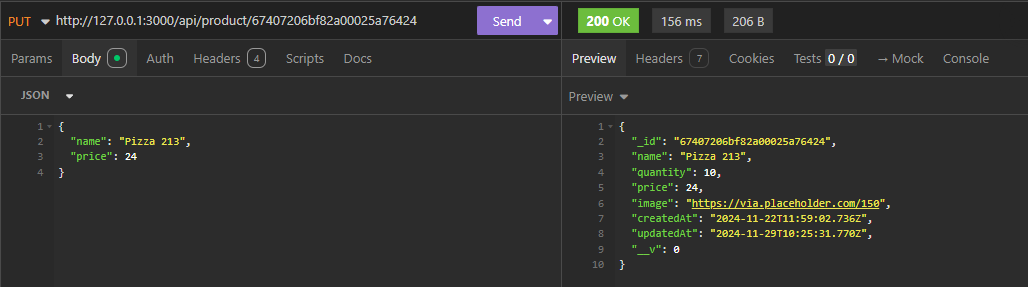 PUT http://127.0.0.1:3000/api/product/67407206bf82a00025a76424 Send
200 OK 156 ms 206 B
Params Body Auth Headers 4 Scripts Docs
Preview Headers 7 Cookies Tests 0 / 0 → Mock Console
JSON
Preview
1 {
2 "name": "Pizza 213",
3 "price": 24
4 }
1 {
2 "_id": "67407206bf82a00025a76424",
3 "name": "Pizza 213",
4 "quantity": 10,
5 "price": 24,
6 "image": "https://via.placeholder.com/150",
7 "createdAt": "2024-11-22T11:59:02.736Z",
8 "updatedAt": "2024-11-29T10:25:31.770Z",
9 "__v": 0
10 }